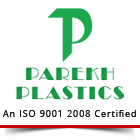 P
PAREKH
PLASTICS
An ISO 9001 2008 Certified